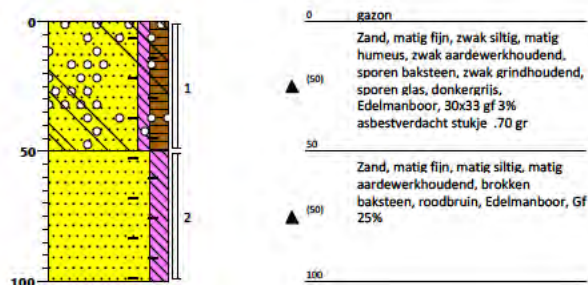 0
50
100
1
2
0 gazon
Zand, matig fijn, zwak siltig, matig
humeus, zwak aardewerkhoudend,
sporen baksteen, zwak grindhoudend,
(50) sporen glas, donkergrijs,
Edelmanboor, 30x33 gf 3%
asbestverdacht stukje .70 gr
50
Zand, matig fijn, matig siltig, matig
aardewerkhoudend, brokken
(50) baksteen, roodbruin, Edelmanboor, Gf
25%
100